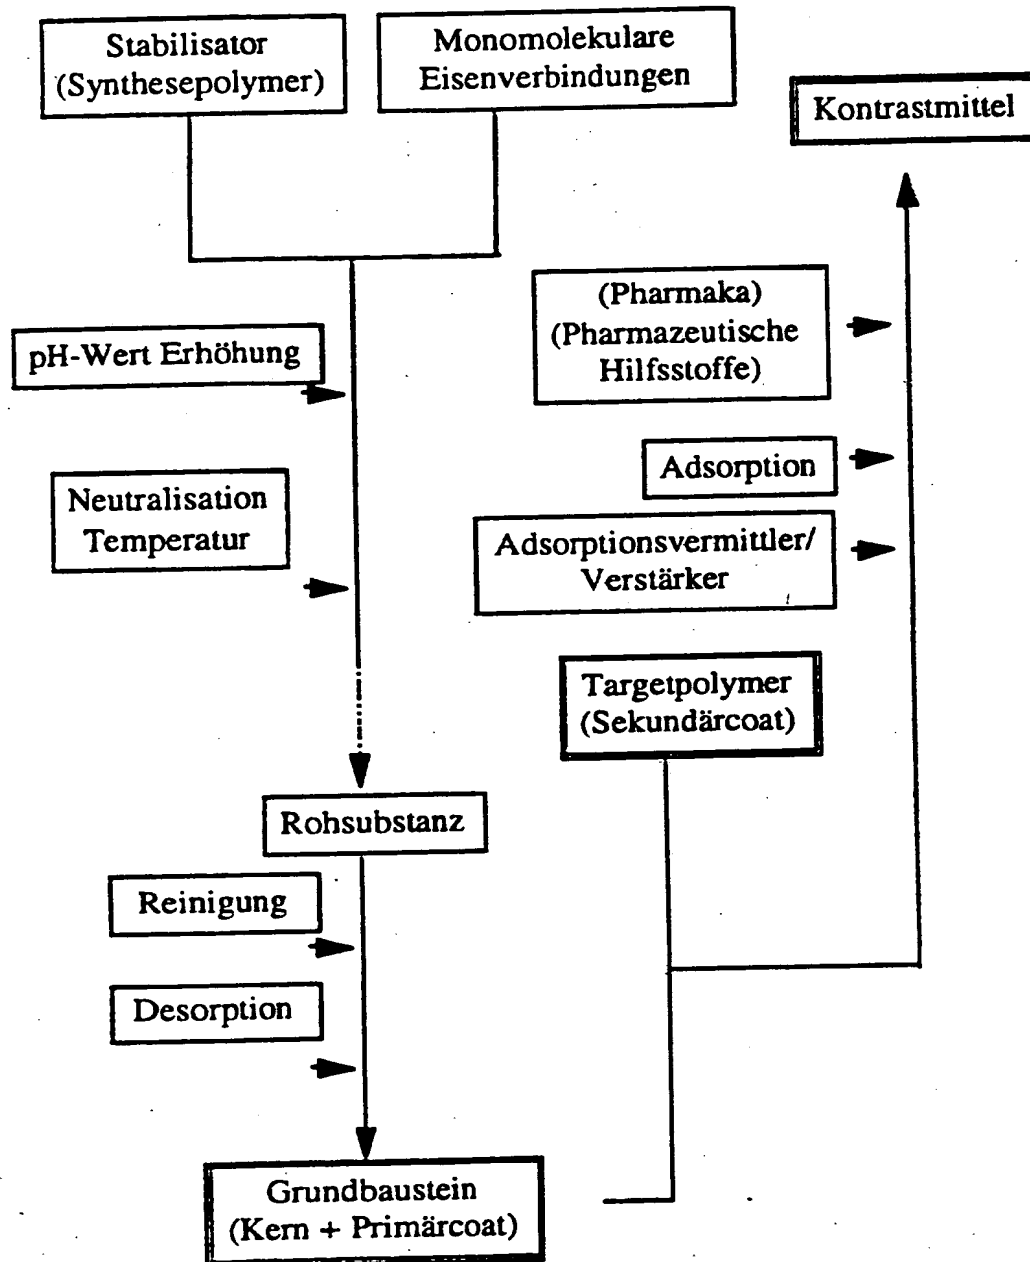 Stabilisator
(Synthesepolymer)
Monomolekulare
Eisenverbindungen
Kontrastmittel
(Pharmaka)
(Pharmazeutische
Hilfsstoffe)
pH-Wert Erhöhung
Adsorption
Neutralisation
Temperatur
Adsorptionsvermittler/
Verstärker
Targetpolymer
(Sekundärcoat)
Rohsubstanz
Reinigung
Desorption
Grundbaustein
(Kern + Primärcoat)